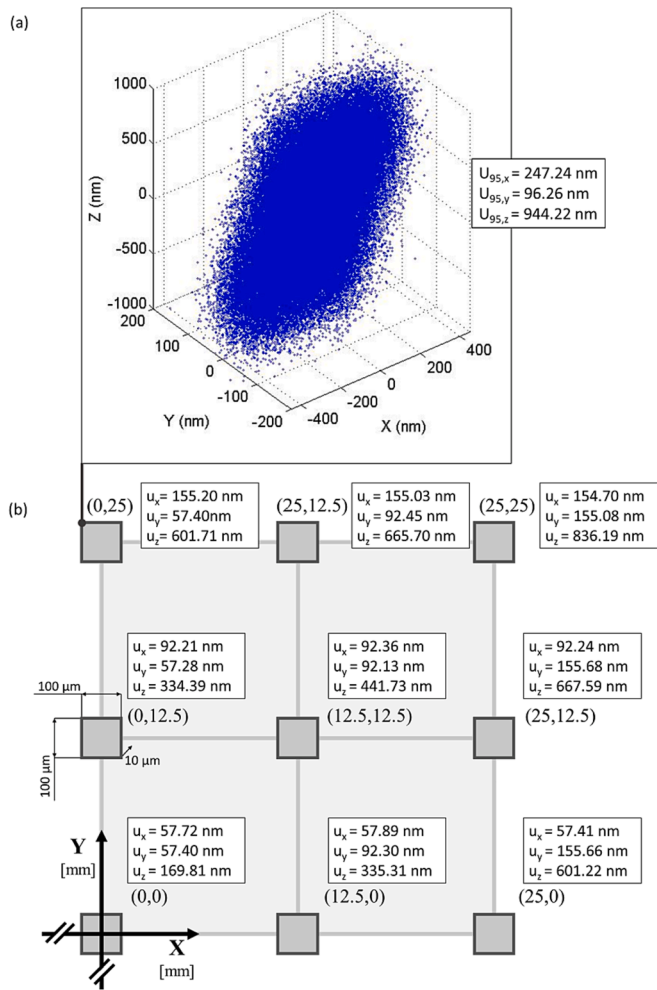 (a)
1000
500
0
-500
-1000
Z (nm)
200
100
0
-100
-200
Y (nm)
-400
-200
0
200
400
X (nm)
U95,x = 247.24 nm
U95,y = 96.26 nm
U95,z = 944.22 nm
(b)
(0,25)
ux = 155.20 nm
uy = 57.40nm
uz = 601.71 nm
(25,12.5)
ux = 155.03 nm
uy = 92.45 nm
uz = 665.70 nm
(25,25)
ux = 154.70 nm
uy = 155.08 nm
uz = 836.19 nm
ux = 92.21 nm
uy = 57.28 nm
uz = 334.39 nm
(0,12.5)
ux = 92.36 nm
uy = 92.13 nm
uz = 441.73 nm
(12.5,12.5)
ux = 92.24 nm
uy = 155.68 nm
uz = 667.59 nm
(25,12.5)
100 µm
100 µm
10 µm
ux = 57.72 nm
uy = 57.40 nm
uz = 169.81 nm
(0,0)
ux = 57.89 nm
uy = 92.30 nm
uz = 335.31 nm
(12.5,0)
ux = 57.41 nm
uy = 155.66 nm
uz = 601.22 nm
(25,0)
Y
[mm]
X
[mm]